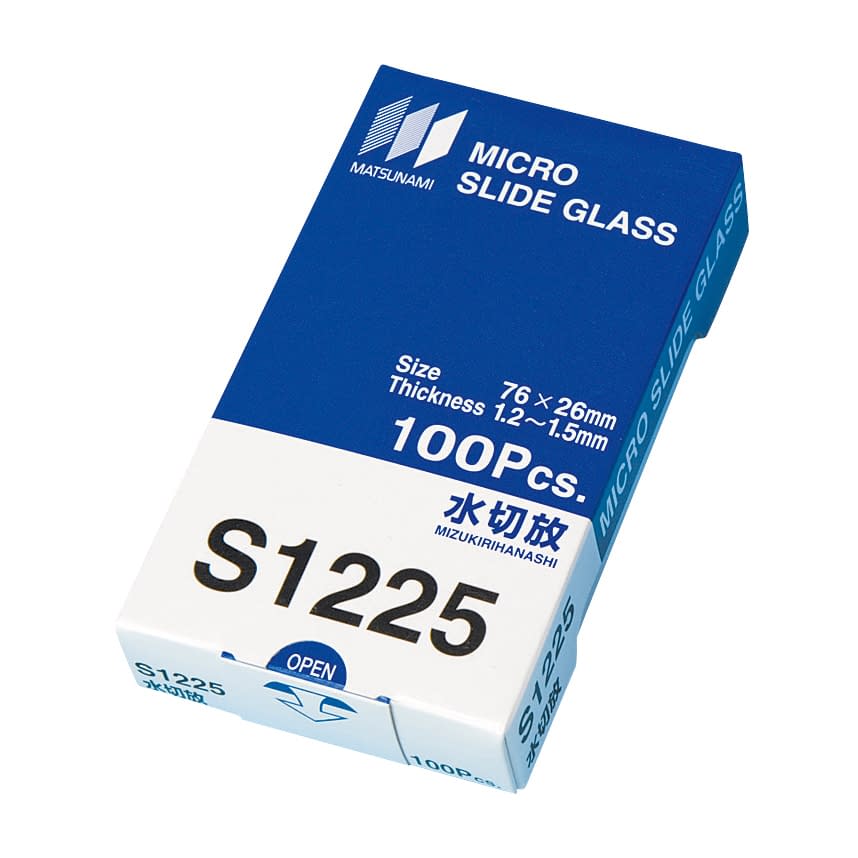 MATSUNAMI
MICRO
SLIDE GLASS
Size 76×26mm
Thickness 1.2~1.5mm
100Pcs.
水切放
MIZUKIRIHANASHI
S1225
OPEN
S1225
水切放
100Pcs.
MICRO SLIDE GLASS
S1225
水切放